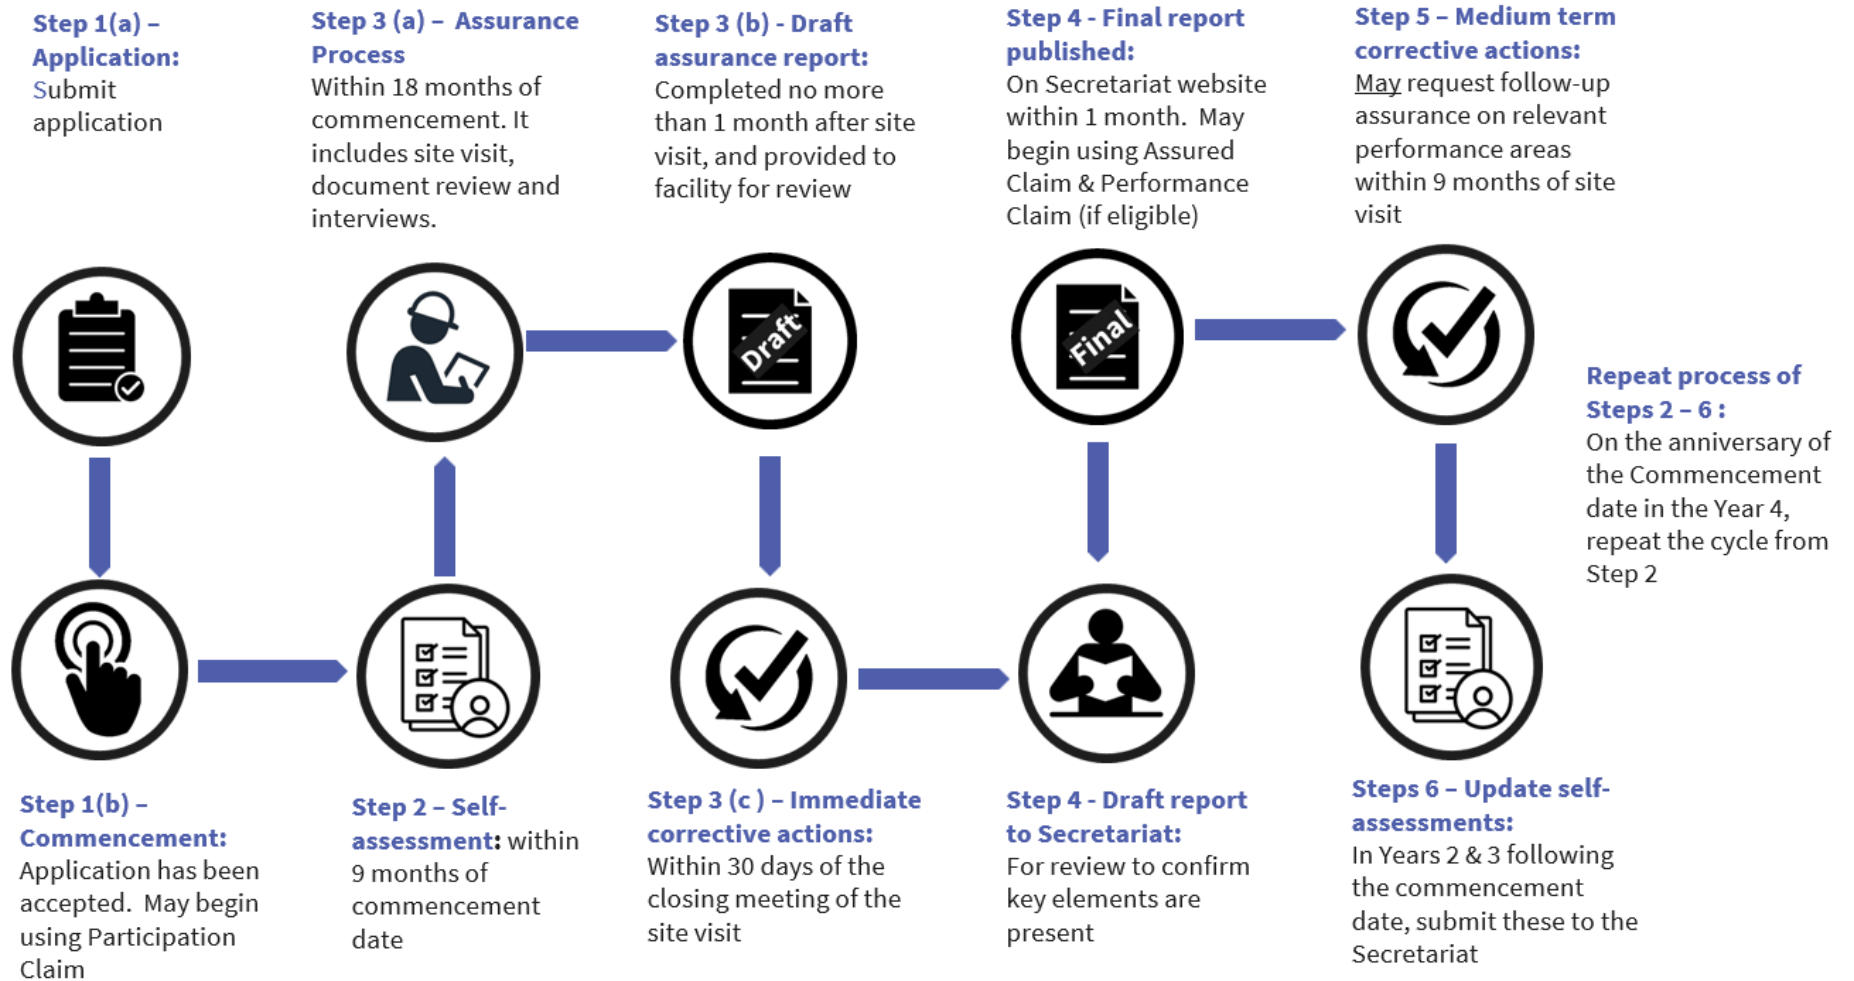 Step 1(a) –
Application:
Submit
application
Step 3 (a) – Assurance
Process
Within 18 months of
commencement. It
includes site visit,
document review and
interviews.
Step 3 (b) - Draft
assurance report:
Completed no more
than 1 month after site
visit, and provided to
facility for review
Step 4 - Final report
published:
On Secretariat website
within 1 month.  May
begin using Assured
Claim & Performance
Claim (if eligible)
Step 5 – Medium term
corrective actions:
May request follow-up
assurance on relevant
performance areas
within 9 months of site
visit
Draft
Final
Repeat process of
Steps 2 – 6 :
On the anniversary of
the Commencement
date in the Year 4,
repeat the cycle from
Step 2
Step 1(b) –
Commencement:
Application has been
accepted.  May begin
using Participation
Claim
Step 2 – Self-
assessment: within
9 months of
commencement
date
Step 3 (c ) – Immediate
corrective actions:
Within 30 days of the
closing meeting of the
site visit
Step 4 - Draft report
to Secretariat:
For review to confirm
key elements are
present
Steps 6 – Update self-
assessments:
In Years 2 & 3 following
the commencement
date, submit these to the
Secretariat